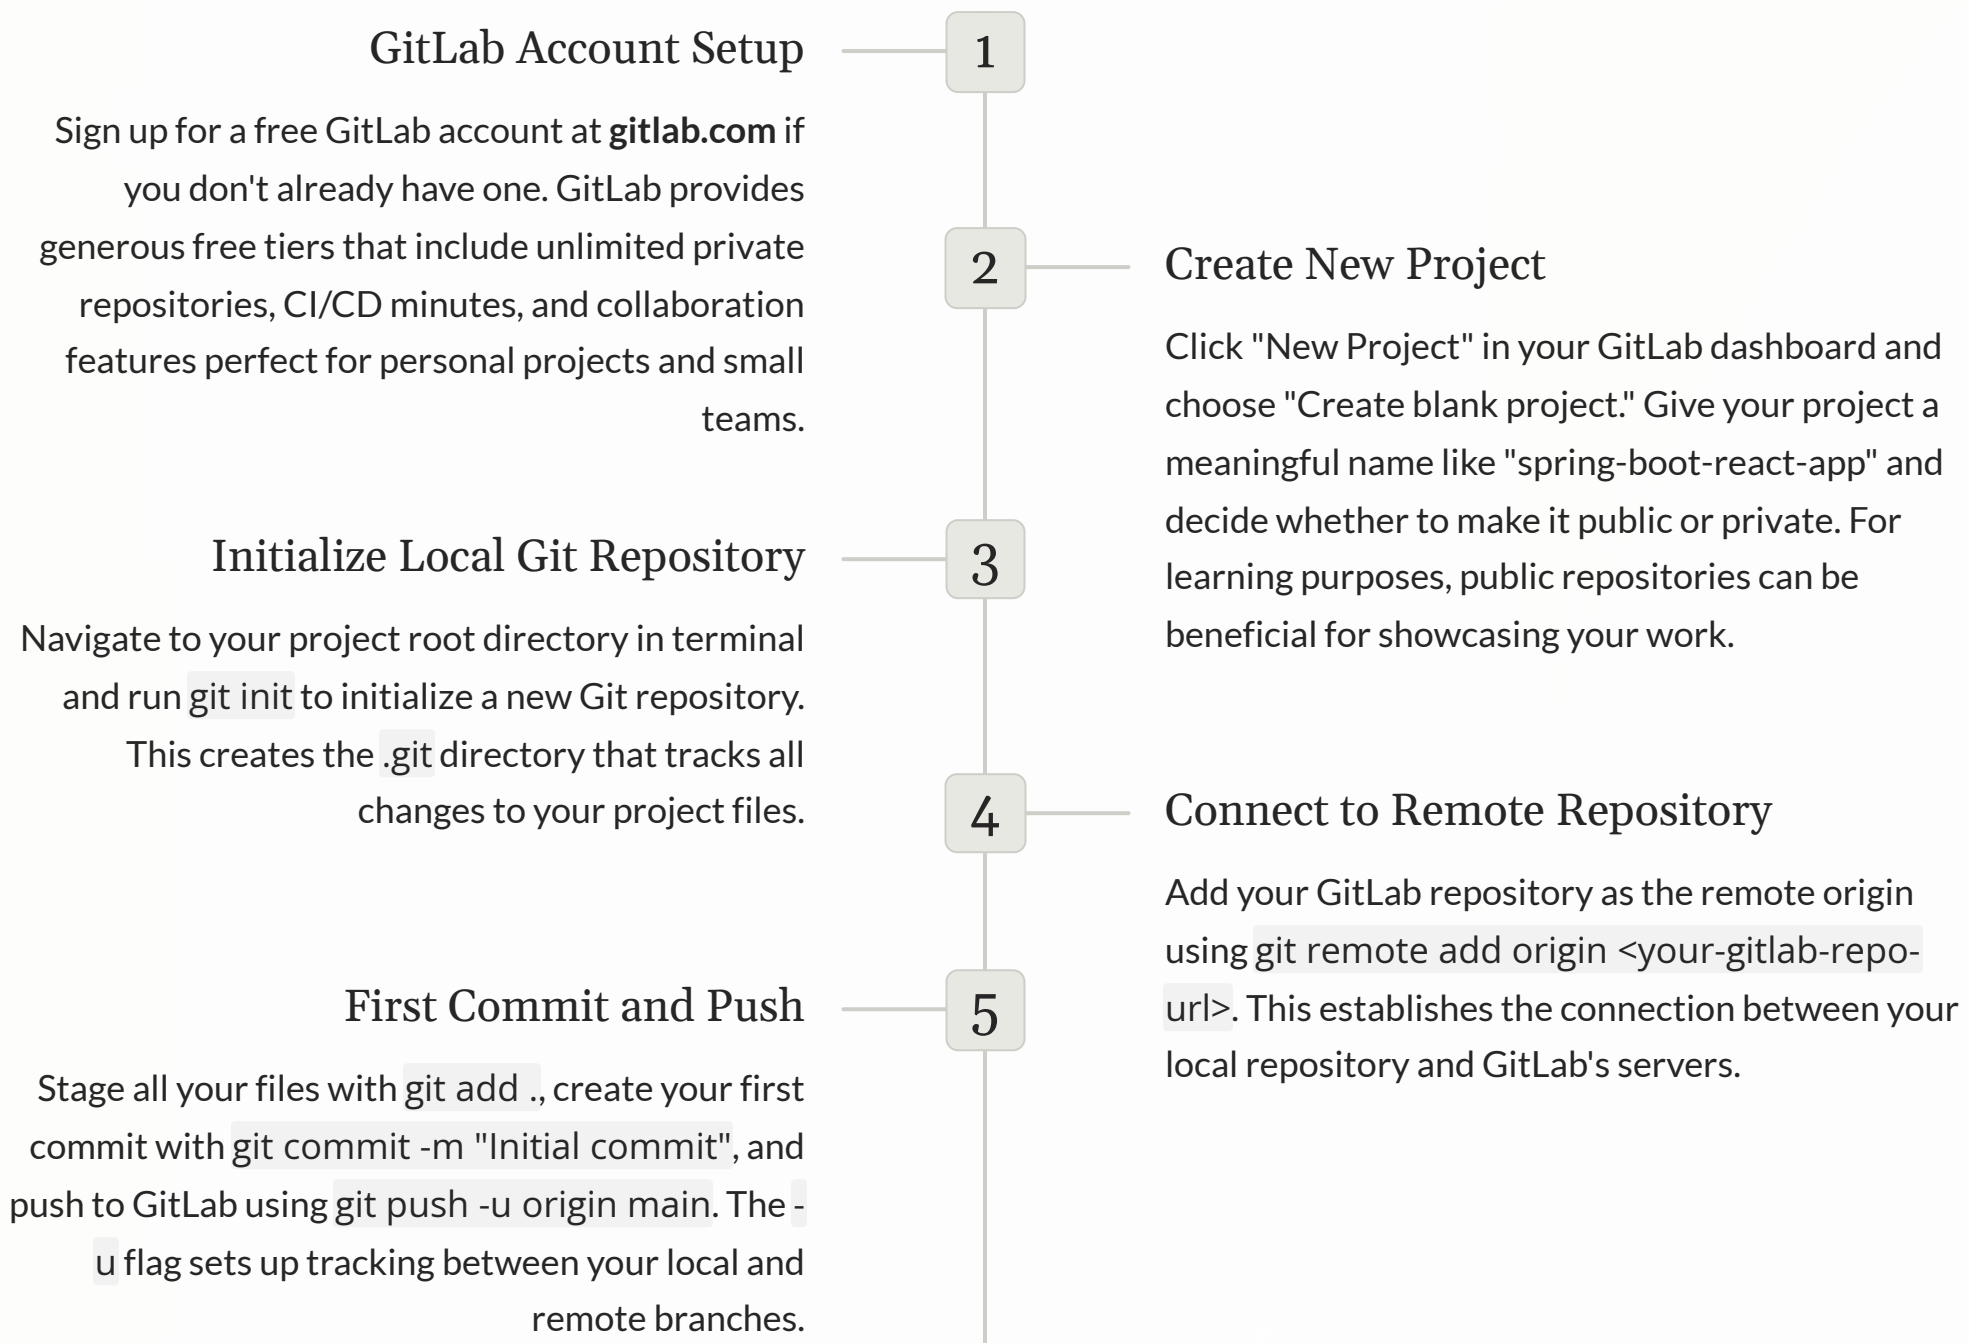 GitLab Account Setup
1
Sign up for a free GitLab account at gitlab.com if
you don't already have one. GitLab provides
generous free tiers that include unlimited private
repositories, CI/CD minutes, and collaboration
features perfect for personal projects and small
teams.
2
Create New Project
Click "New Project" in your GitLab dashboard and
choose "Create blank project." Give your project a
meaningful name like "spring-boot-react-app" and
decide whether to make it public or private. For
learning purposes, public repositories can be
beneficial for showcasing your work.
Initialize Local Git Repository
3
Navigate to your project root directory in terminal
and run git init to initialize a new Git repository.
This creates the .git directory that tracks all
changes to your project files.
4
Connect to Remote Repository
Add your GitLab repository as the remote origin
using git remote add origin <your-gitlab-repo-
url>. This establishes the connection between your
local repository and GitLab's servers.
First Commit and Push
5
Stage all your files with git add ., create your first
commit with git commit -m "Initial commit", and
push to GitLab using git push -u origin main. The -
u flag sets up tracking between your local and
remote branches.